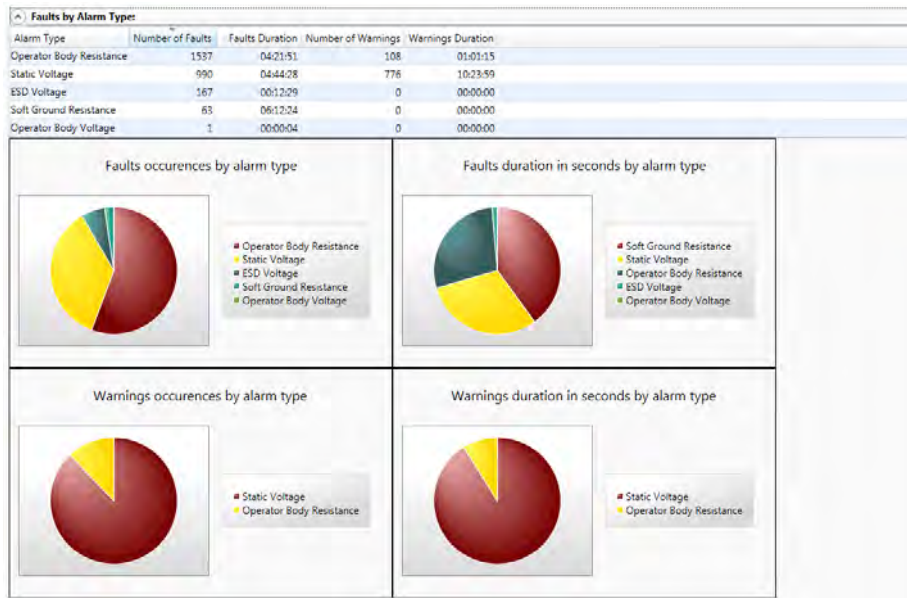 Faults by Alarm Type:
Alarm Type Number of Faults Faults Duration Number of Warnings Warnings Duration
Operator Body Resistance 1537 04:21:51 108 01:01:15
Static Voltage 990 04:44:28 776 10:23:59
ESD Voltage 167 00:12:29 0 00:00:00
Soft Ground Resistance 63 06:12:24 0 00:00:00
Operator Body Voltage 1 00:00:04 0 00:00:00
Faults occurences by alarm type
Operator Body Resistance
Static Voltage
ESD Voltage
Soft Ground Resistance
Operator Body Voltage
Faults duration in seconds by alarm type
Soft Ground Resistance
Static Voltage
Operator Body Resistance
ESD Voltage
Operator Body Voltage
Warnings occurences by alarm type
Static Voltage
Operator Body Resistance
Warnings duration in seconds by alarm type
Static Voltage
Operator Body Resistance